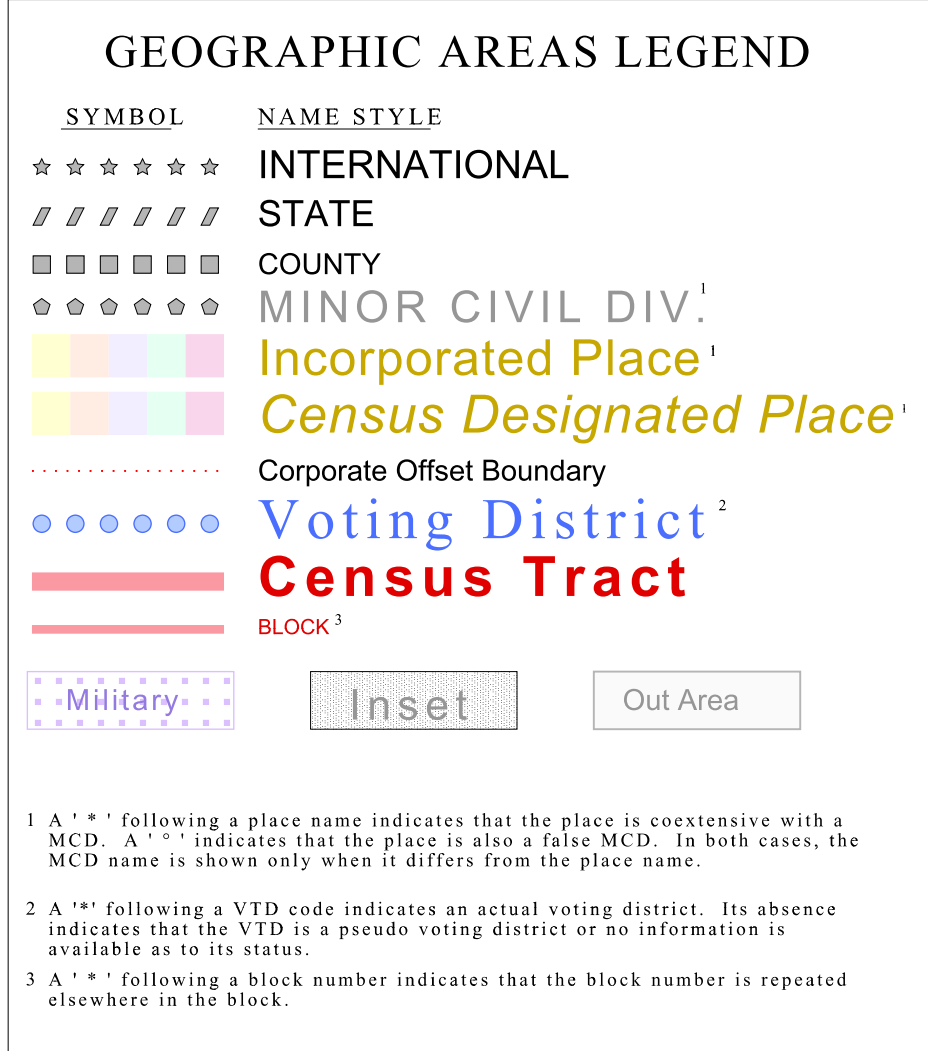 GEOGRAPHIC AREAS LEGEND
SYMBOL NAME STYLE
INTERNATIONAL
STATE
COUNTY
MINOR CIVIL DIV. 1
Incorporated Place 1
Census Designated Place 1
Corporate Offset Boundary
Voting District 2
Census Tract
BLOCK 3
Military Inset Out Area
1 A ' * ' following a place name indicates that the place is coextensive with a
MCD. A ' ° ' indicates that the place is also a false MCD. In both cases, the
MCD name is shown only when it differs from the place name.
2 A '*' following a VTD code indicates an actual voting district. Its absence
indicates that the VTD is a pseudo voting district or no information is
available as to its status.
3 A ' * ' following a block number indicates that the block number is repeated
elsewhere in the block.